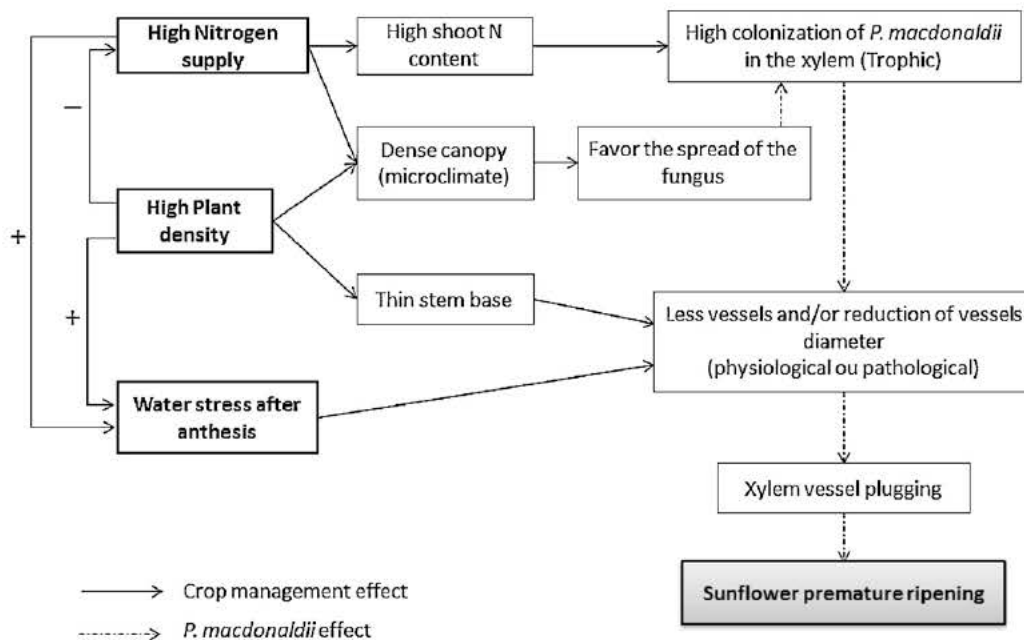 High Nitrogen
supply
High shoot N
content
High colonization of P. macdonaldii
in the xylem (Trophic)
−
Dense canopy
(microclimate)
Favor the spread of the
fungus
High Plant
density
+
+
Thin stem base
Less vessels and/or reduction of vessels
diameter
(physiological ou pathological)
Water stress after
anthesis
Xylem vessel plugging
Sunflower premature ripening
Crop management effect
P. macdonaldii effect